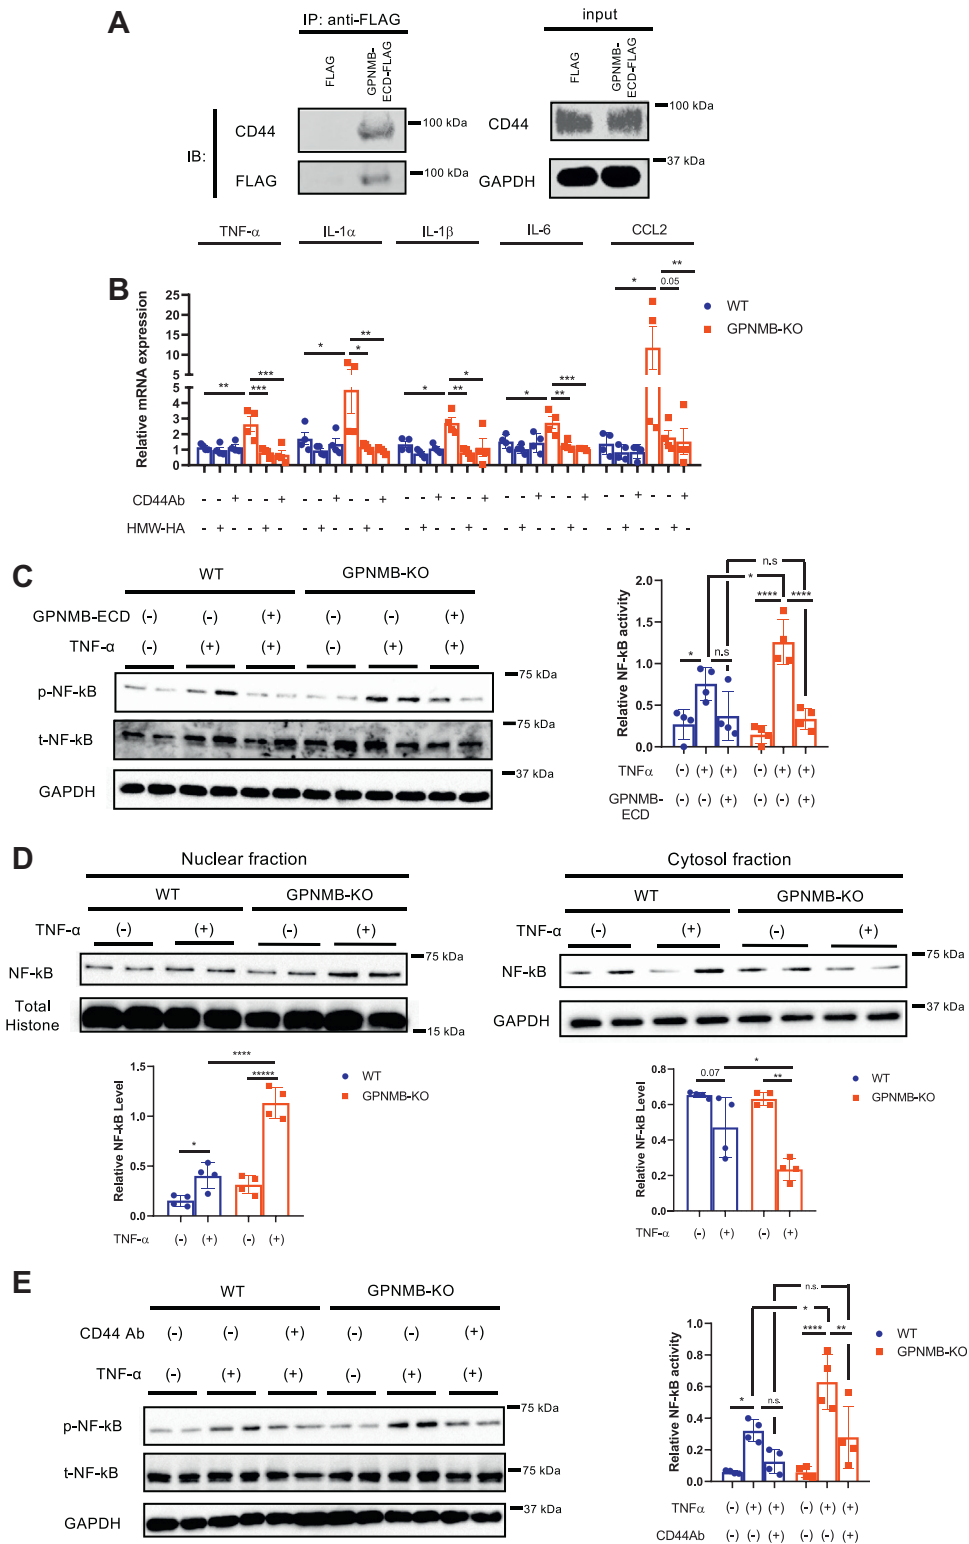 A
IP: anti-FLAG
input
FLAG
GPNMB-
ECD-FLAG
FLAG
GPNMB-
ECD-FLAG
IB:
CD44
100 kDa
CD44
100 kDa
FLAG
100 kDa
GAPDH
37 kDa
TNF-α
IL-1α
IL-1β
IL-6
CCL2
B
Relative mRNA expression
25
20
15
10
5
5
4
3
2
1
0
** *** *** * * ** * ** * * ** *** * 0.05 **
WT
GPNMB-KO
CD44Ab - - + - - + - - + - - + - - + - - + - - + - - + - - + - - +
HMW-HA - + - - + - - + - - + - - + - - + - - + - - + - - + - - + -
C
WT
GPNMB-KO
GPNMB-ECD (-) (-) (+) (-) (-) (+)
TNF-α (-) (+) (+) (-) (+) (+)
p-NF-kB
75 kDa
t-NF-kB
75 kDa
GAPDH
37 kDa
Relative NF-kB activity
2.0
1.5
1.0
0.5
0.0
n.s
*
**** ****
* n.s
TNFα (-) (+) (+) (-) (+) (+)
GPNMB-
ECD
(-) (-) (+) (-) (-) (+)
D
Nuclear fraction
WT
GPNMB-KO
TNF-α (-) (+) (-) (+)
NF-kB
75 kDa
Total
Histone
15 kDa
Cytosol fraction
WT
GPNMB-KO
TNF-α (-) (+) (-) (+)
NF-kB
75 kDa
GAPDH
37 kDa
Relative NF-kB Level
1.5
1.0
0.5
0.0
****
*****
*
WT
GPNMB-KO
TNF-α (-) (+) (-) (+)
Relative NF-kB Level
0.8
0.6
0.4
0.2
0.0
*
0.07 **
WT
GPNMB-KO
TNF-α (-) (+) (-) (+)
E
WT
GPNMB-KO
CD44 Ab (-) (-) (+) (-) (-) (+)
TNF-α (-) (+) (+) (-) (+) (+)
p-NF-kB
75 kDa
t-NF-kB
75 kDa
GAPDH
37 kDa
Relative NF-kB activity
1.0
0.8
0.6
0.4
0.2
0.0
n.s.
*
**** **
* n.s.
WT
GPNMB-KO
TNFα (-) (+) (+) (-) (+) (+)
CD44Ab (-) (-) (+) (-) (-) (+)